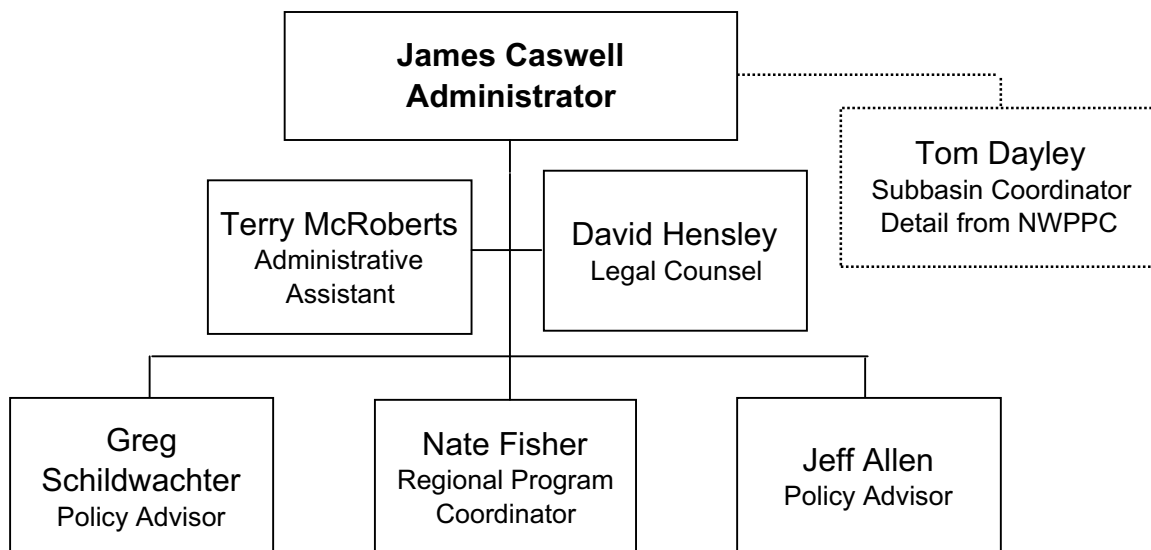 James Caswell
Administrator
Tom Dayley
Subbasin Coordinator
Detail from NWPPC
Terry McRoberts
Administrative
Assistant
David Hensley
Legal Counsel
Greg
Schildwachter
Policy Advisor
Nate Fisher
Regional Program
Coordinator
Jeff Allen
Policy Advisor